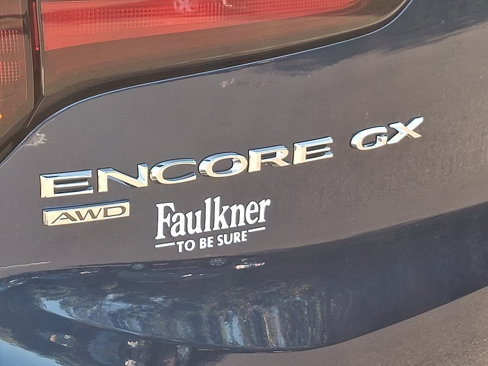 ENCORE GX
AWD
Faulkner
TO BE SURE